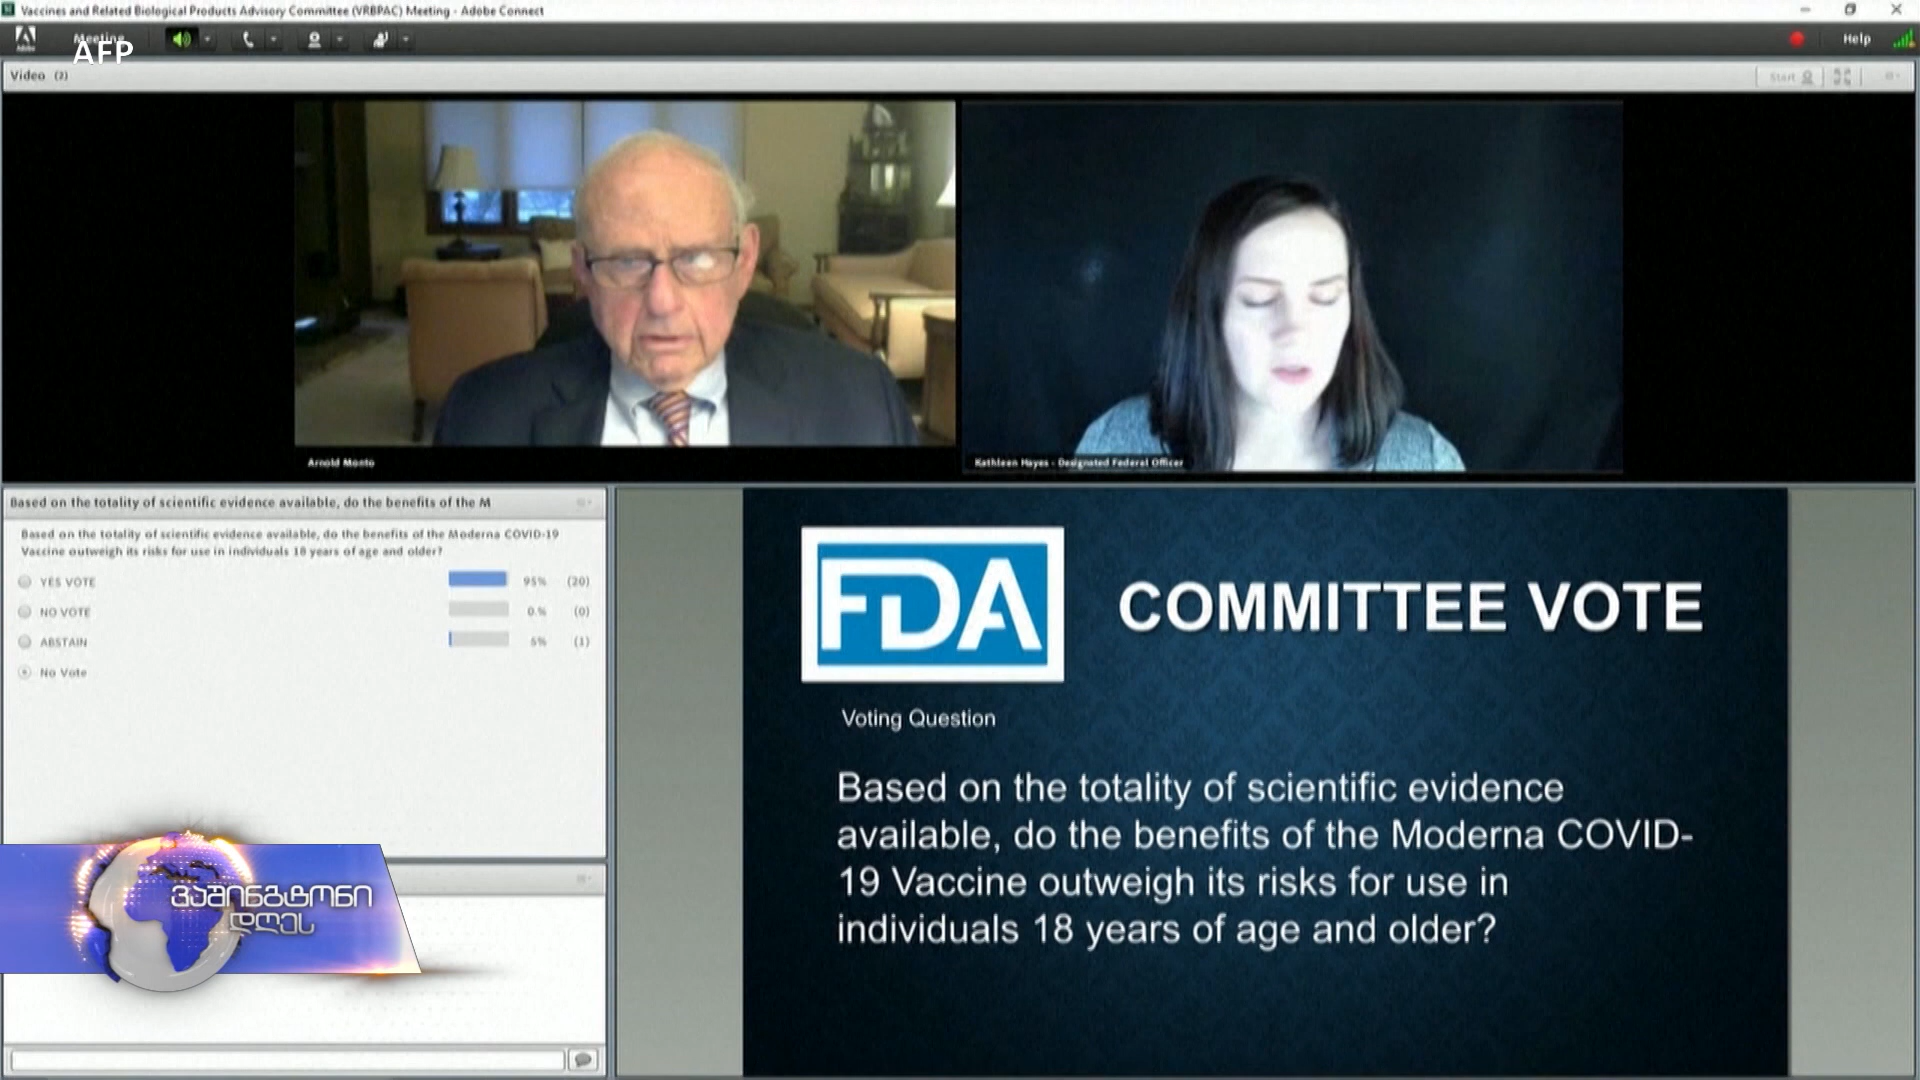 Vaccines and Related Biological Products Advisory Committee (VRBPAC) Meeting - Adobe Connect
Adobe
Meeting
Help
AFP
Video (2)
Start
Arnold Monto
Kathleen Hayes - Designated Federal Officer
Based on the totality of scientific evidence available, do the benefits of the M
Based on the totality of scientific evidence available, do the benefits of the Moderna COVID-19
Vaccine outweigh its risks for use in individuals 18 years of age and older?
YES VOTE 95% (20)
NO VOTE 0% (0)
ABSTAIN 5% (1)
No Vote
FDA
COMMITTEE VOTE
Voting Question
Based on the totality of scientific evidence
available, do the benefits of the Moderna COVID-
19 Vaccine outweigh its risks for use in
individuals 18 years of age and older?
ვაშინგტონი
დღეს